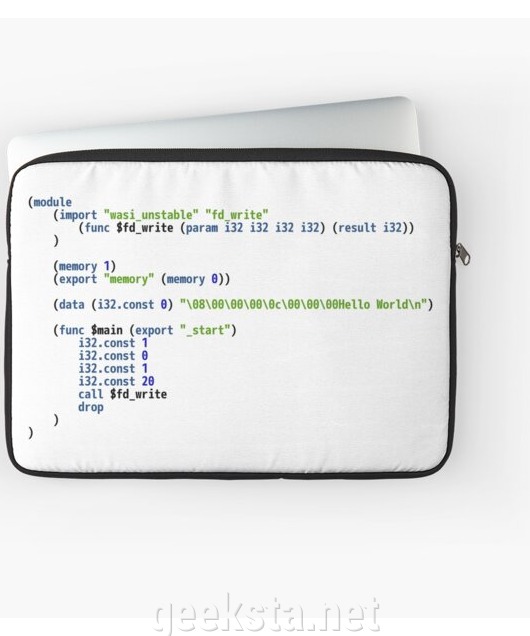 (module
    (import "wasi_unstable" "fd_write"
        (func $fd_write (param i32 i32 i32 i32) (result i32))
    )
    (memory 1)
    (export "memory" (memory 0))
    (data (i32.const 0) "\08\00\00\00\0c\00\00\00Hello World\n")
    (func $main (export "_start")
        i32.const 1
        i32.const 0
        i32.const 1
        i32.const 20
        call $fd_write
        drop
    )
)
geeksta.net